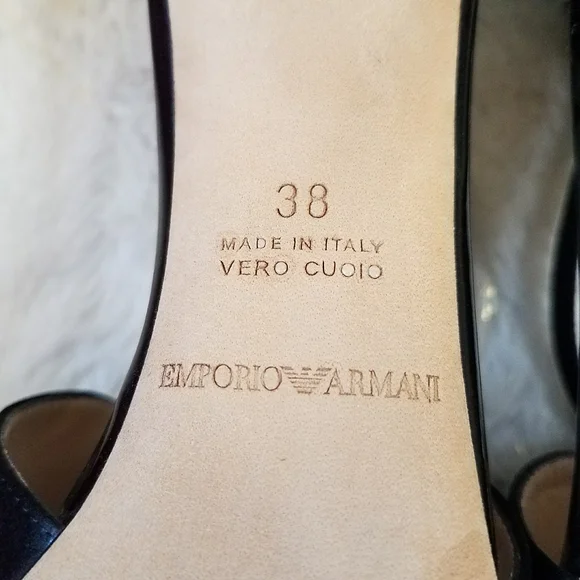 38
MADE IN ITALY
VERO CUOIO
EMPORIO ARMANI